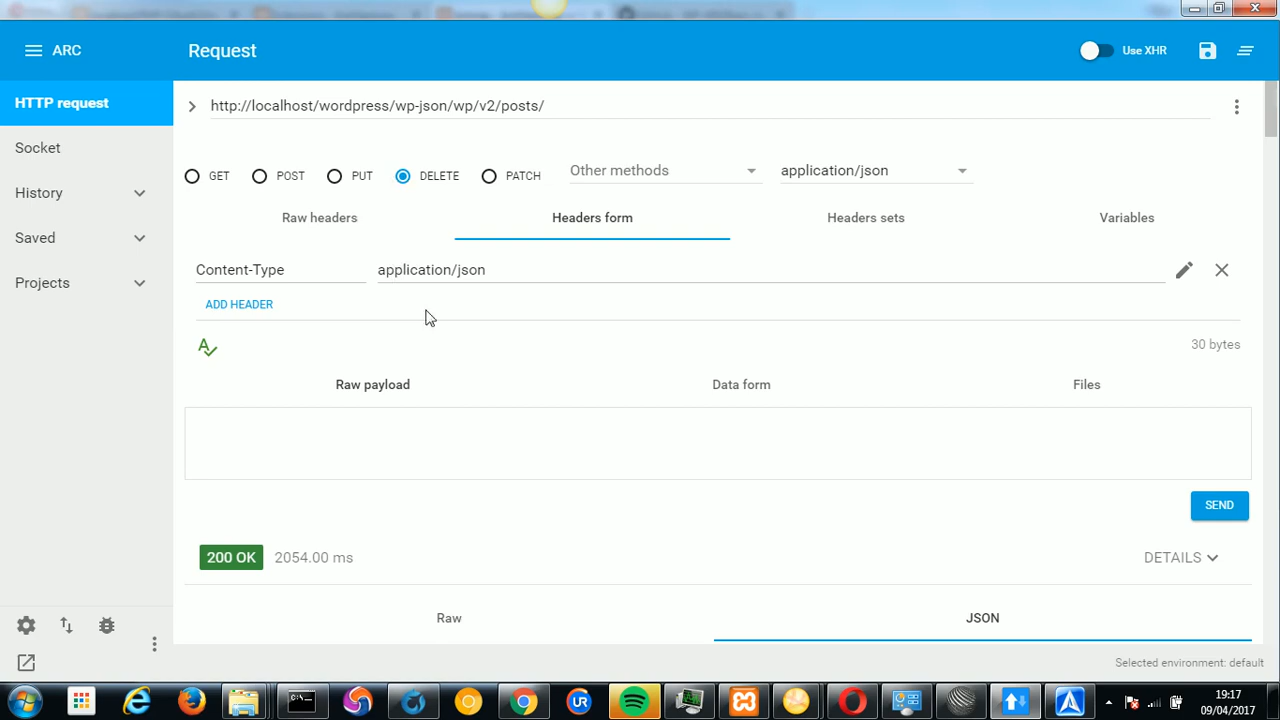 ARC
Request
Use XHR
HTTP request
http://localhost/wordpress/wp-json/wp/v2/posts/
Socket
GET
POST
PUT
DELETE
PATCH
Other methods
application/json
History
Raw headers
Headers form
Headers sets
Variables
Saved
Content-Type
application/json
Projects
ADD HEADER
30 bytes
Raw payload
Data form
Files
SEND
200 OK
2054.00 ms
DETAILS
Raw
JSON
Selected environment: default
UR
19:17
09/04/2017